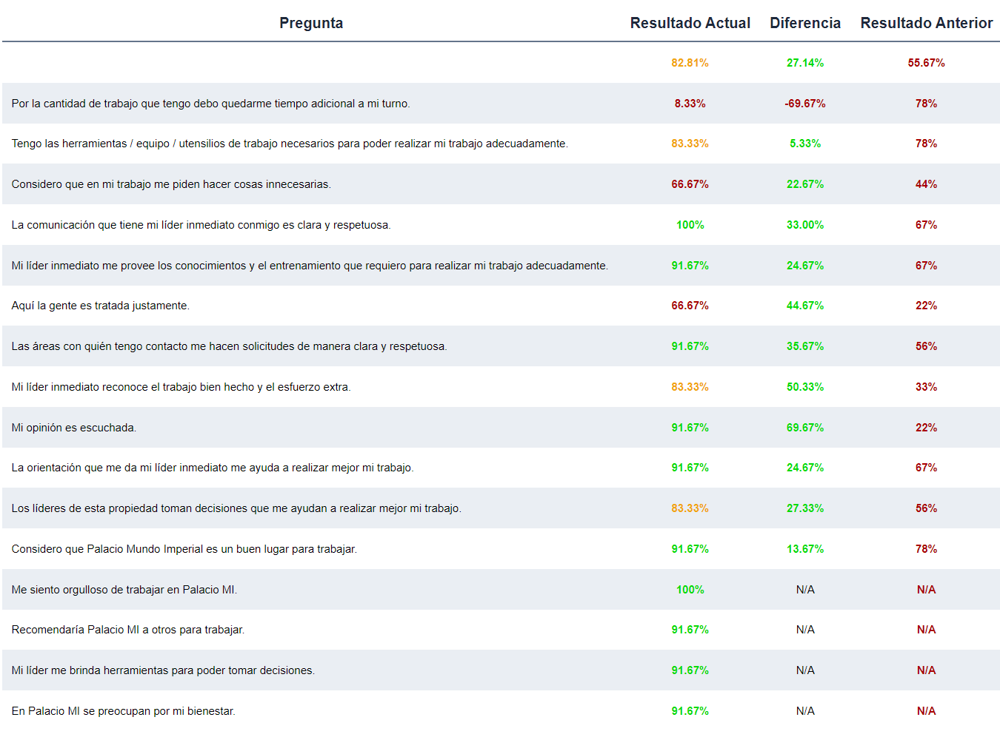 Pregunta Resultado Actual Diferencia Resultado Anterior
82.81% 27.14% 55.67%
Por la cantidad de trabajo que tengo debo quedarme tiempo adicional a mi turno. 8.33% -69.67% 78%
Tengo las herramientas / equipo / utensilios de trabajo necesarios para poder realizar mi trabajo adecuadamente. 83.33% 5.33% 78%
Considero que en mi trabajo me piden hacer cosas innecesarias. 66.67% 22.67% 44%
La comunicación que tiene mi líder inmediato conmigo es clara y respetuosa. 100% 33.00% 67%
Mi líder inmediato me provee los conocimientos y el entrenamiento que requiero para realizar mi trabajo adecuadamente. 91.67% 24.67% 67%
Aquí la gente es tratada justamente. 66.67% 44.67% 22%
Las áreas con quién tengo contacto me hacen solicitudes de manera clara y respetuosa. 91.67% 35.67% 56%
Mi líder inmediato reconoce el trabajo bien hecho y el esfuerzo extra. 83.33% 50.33% 33%
Mi opinión es escuchada. 91.67% 69.67% 22%
La orientación que me da mi líder inmediato me ayuda a realizar mejor mi trabajo. 91.67% 24.67% 67%
Los líderes de esta propiedad toman decisiones que me ayudan a realizar mejor mi trabajo. 83.33% 27.33% 56%
Considero que Palacio Mundo Imperial es un buen lugar para trabajar. 91.67% 13.67% 78%
Me siento orgulloso de trabajar en Palacio MI. 100% N/A N/A
Recomendaría Palacio MI a otros para trabajar. 91.67% N/A N/A
Mi líder me brinda herramientas para poder tomar decisiones. 91.67% N/A N/A
En Palacio MI se preocupan por mi bienestar. 91.67% N/A N/A